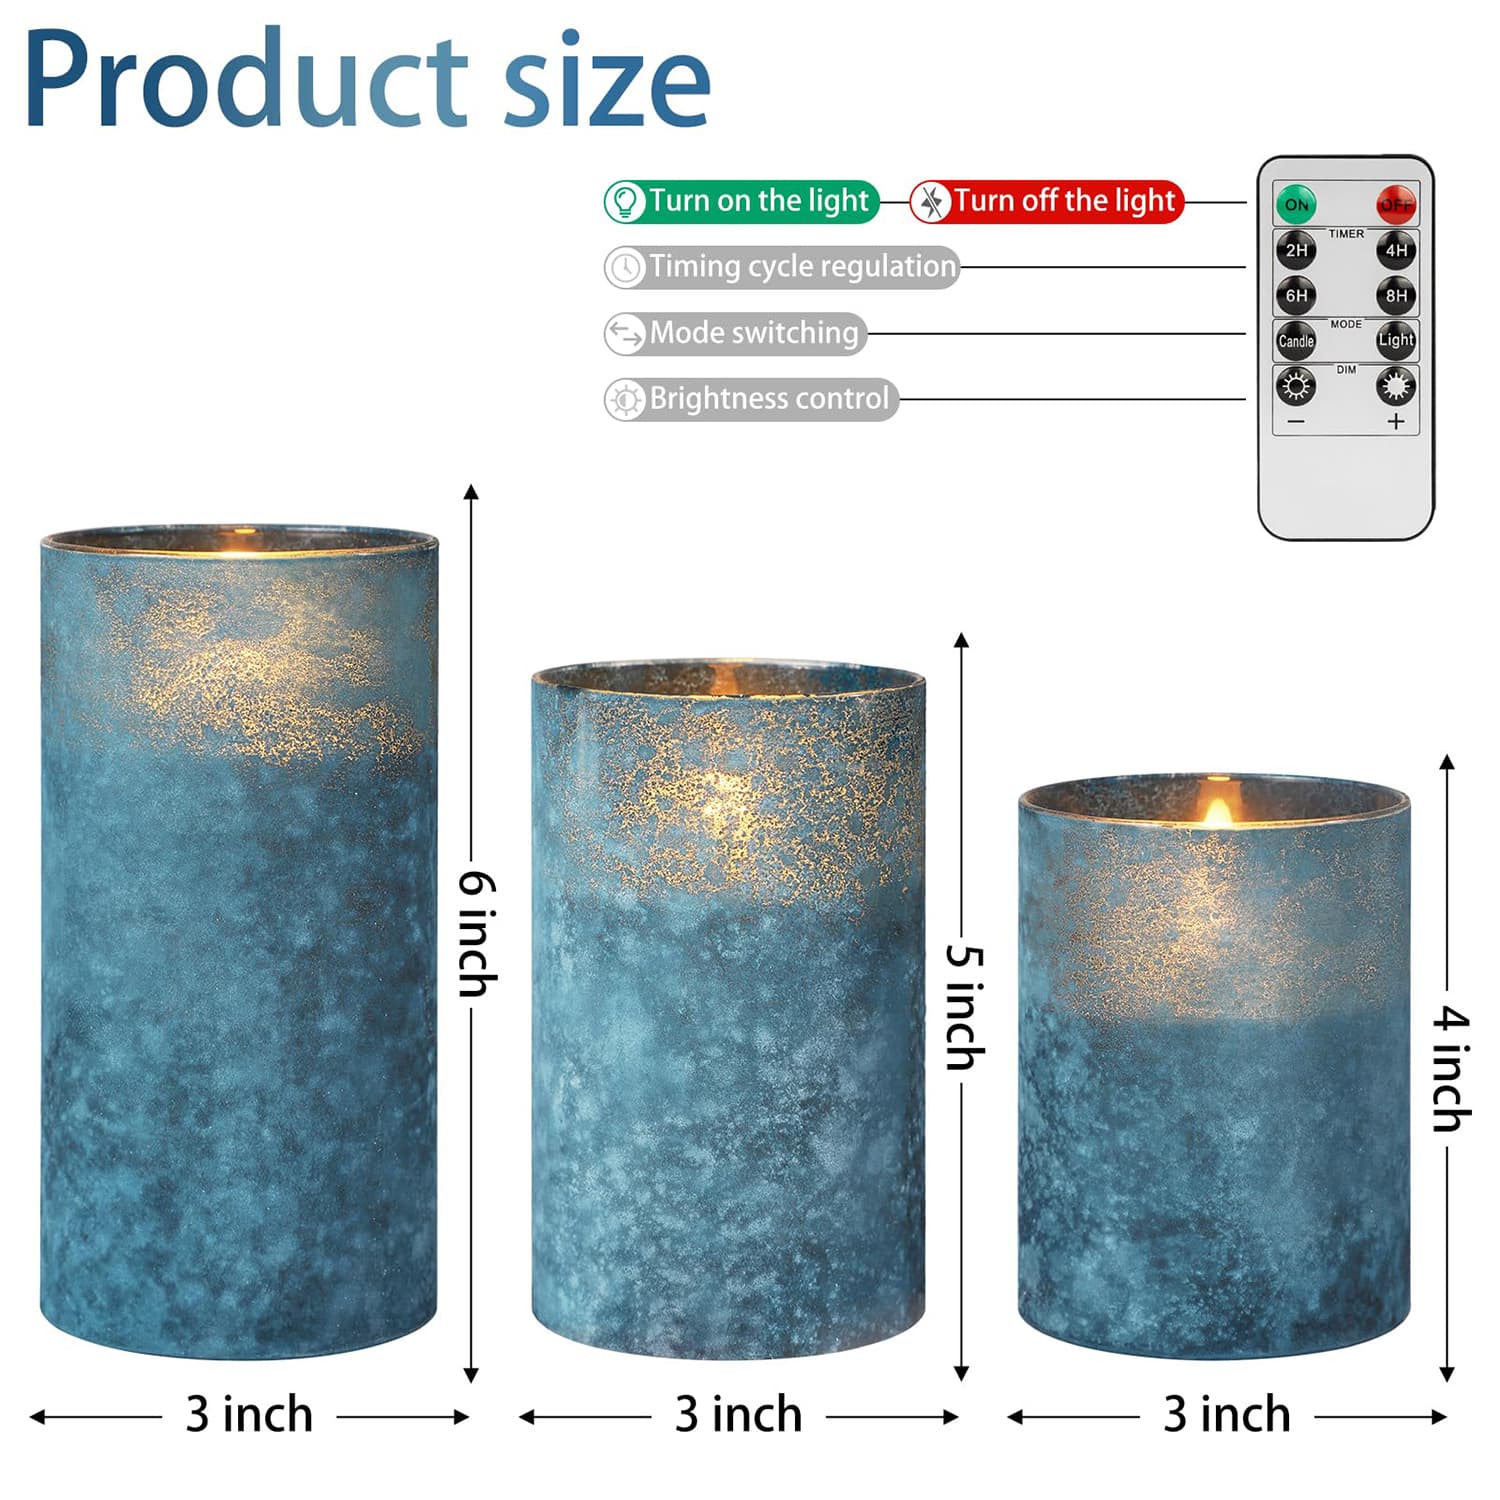 Product size
Turn on the light
Turn off the light
Timing cycle regulation
Mode switching
Brightness control
ON
OFF
TIMER
2H
4H
6H
8H
MODE
Candle
Light
DIM
− +
6 inch
5 inch
4 inch
3 inch
3 inch
3 inch